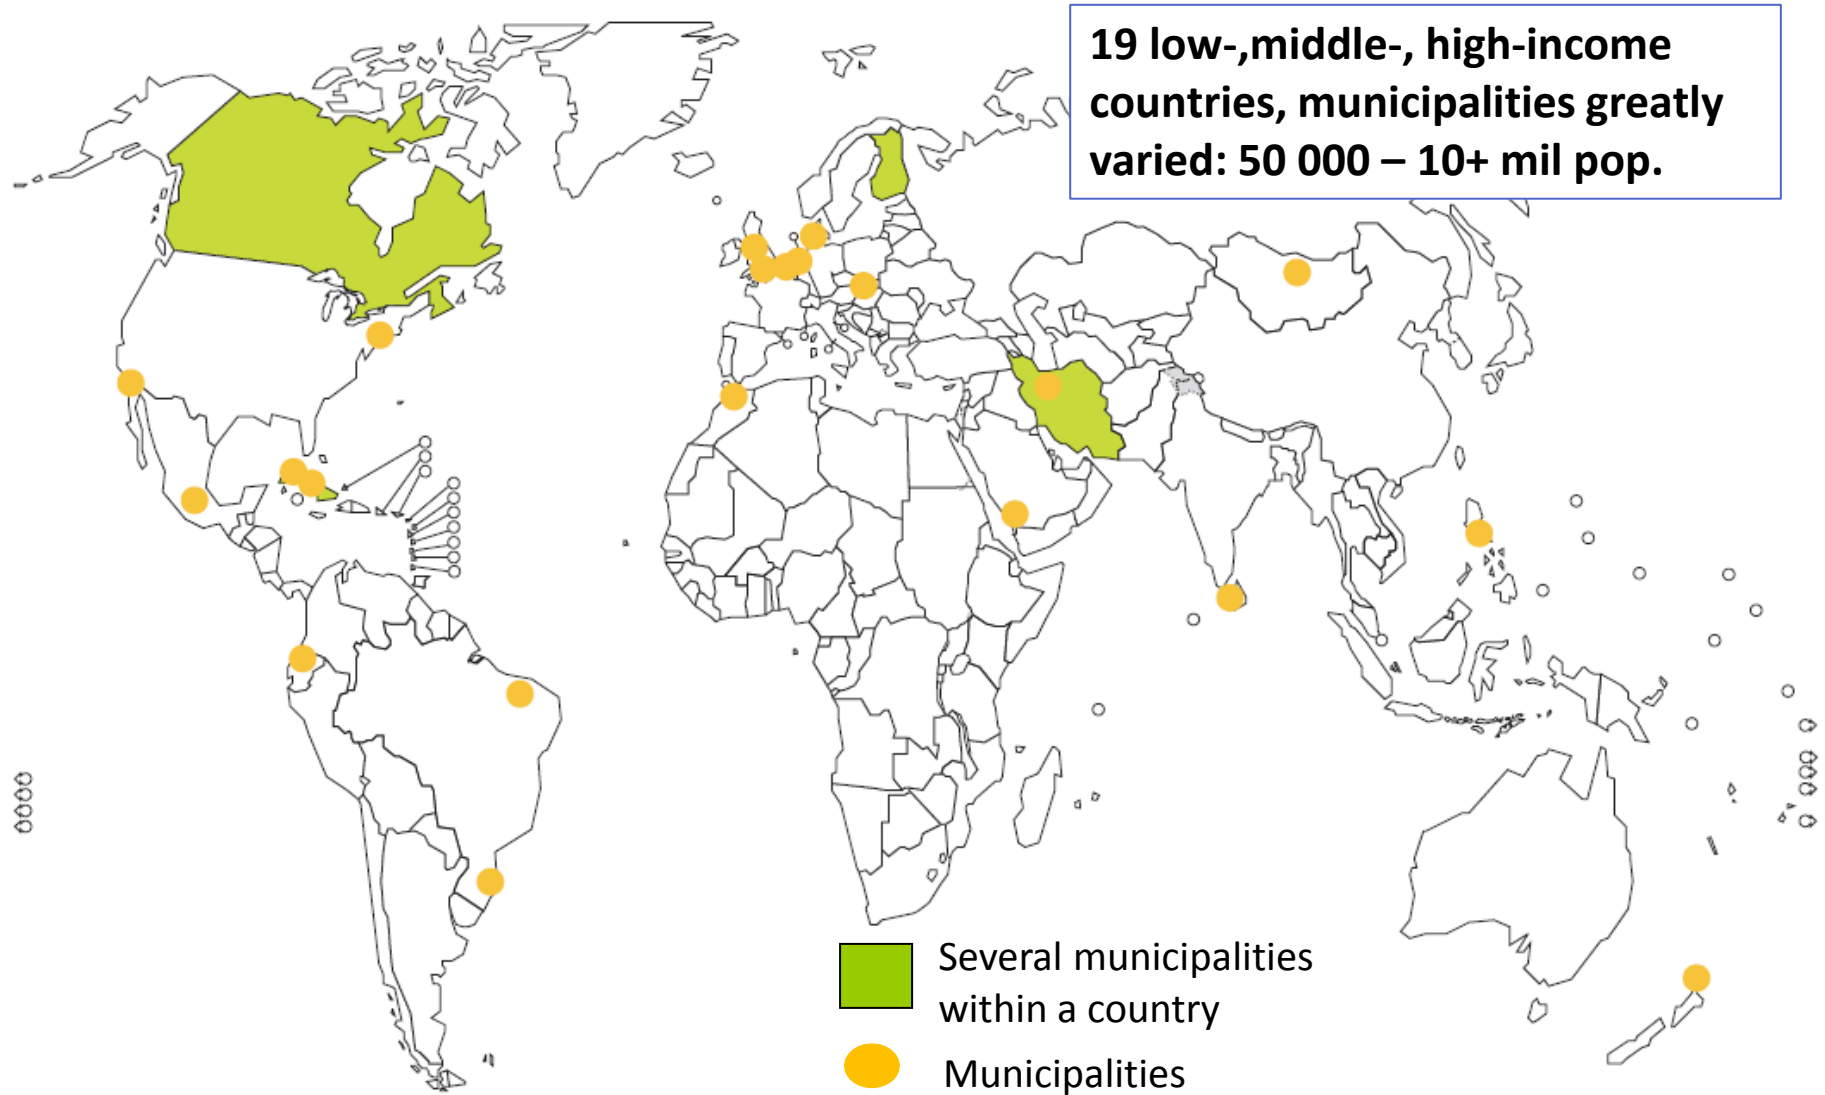 19 low-,middle-, high-income
countries, municipalities greatly
varied: 50 000 – 10+ mil pop.
Several municipalities
within a country
Municipalities